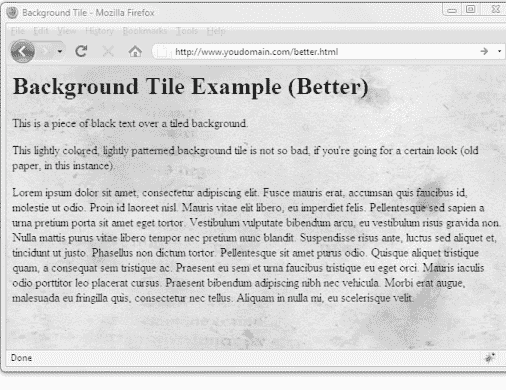 Background Tile - Mozilla Firefox
File Edit View History Bookmarks Tools Help
http://www.youdomain.com/better.html
Background Tile Example (Better)
This is a piece of black text over a tiled background.
This lightly colored, lightly patterned background tile is not so bad, if you're going for a certain look (old
paper, in this instance).
Lorem ipsum dolor sit amet, consectetur adipiscing elit. Fusce mauris erat, accumsan quis faucibus id,
molestie ut odio. Proin id laoreet nisl. Mauris vitae elit libero, eu imperdiet felis. Pellentesque sed sapien a
urna pretium porta sit amet eget tortor. Vestibulum vulputate bibendum arcu, eu vestibulum risus gravida non.
Nulla mattis purus vitae libero tempor nec pretium nunc blandit. Suspendisse risus ante, luctus sed aliquet et,
tincidunt ut justo. Phasellus non dictum tortor. Pellentesque sit amet purus odio. Quisque aliquet tristique
quam, a consequat sem tristique ac. Praesent eu sem et urna faucibus tristique eu eget orci. Mauris iaculis
odio porttitor leo placerat cursus. Praesent bibendum adipiscing nibh nec vehicula. Morbi erat augue,
malesuada eu fringilla quis, consectetur nec tellus. Aliquam in nulla mi, eu scelerisque velit.
Done